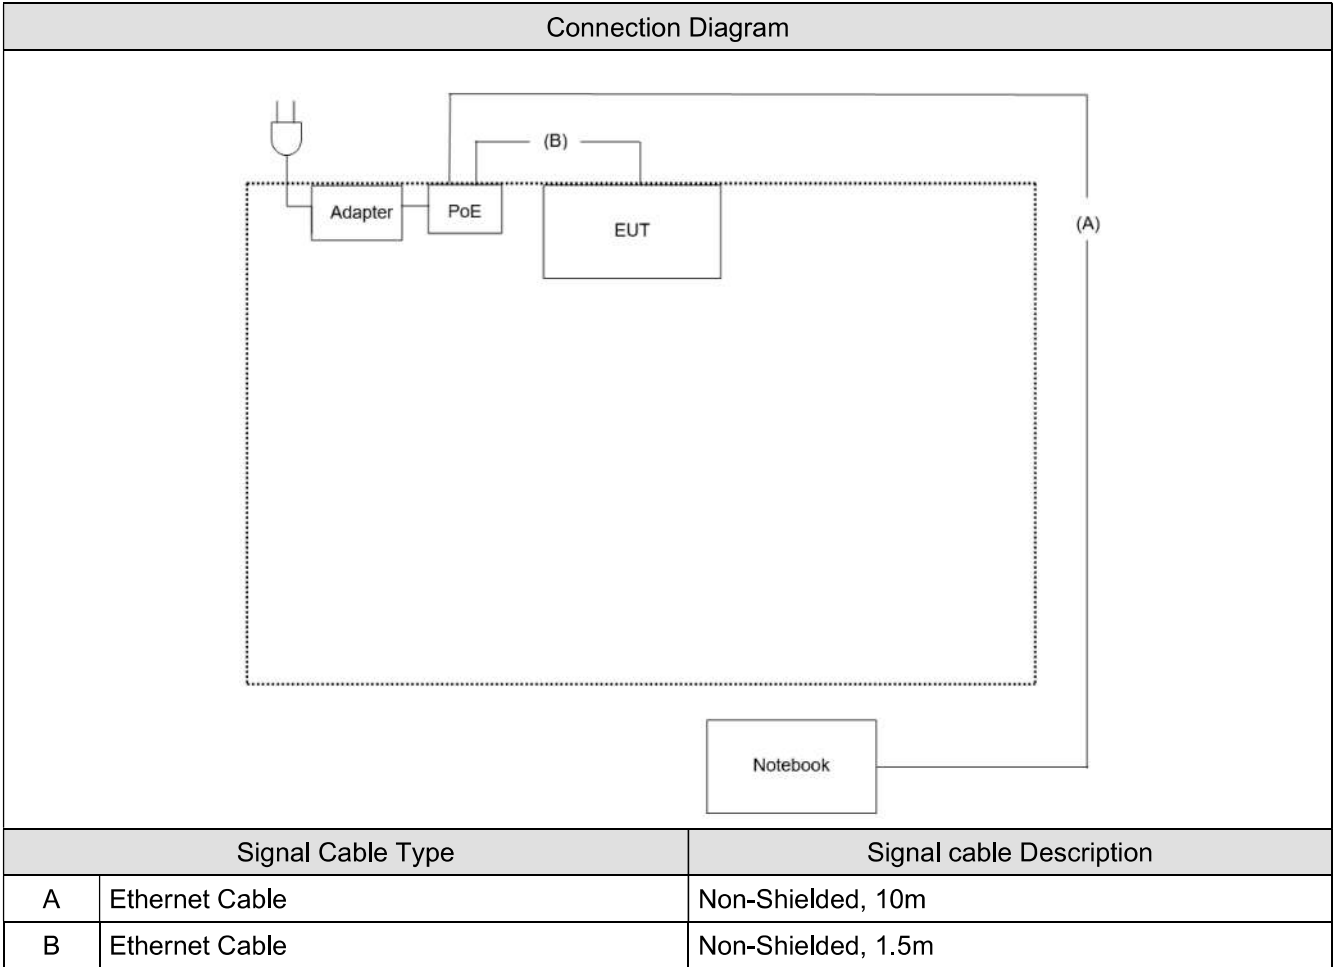 Connection Diagram
(B)
Adapter
PoE
EUT
(A)
Notebook
Signal Cable Type Signal cable Description
A Ethernet Cable Non-Shielded, 10m
B Ethernet Cable Non-Shielded, 1.5m